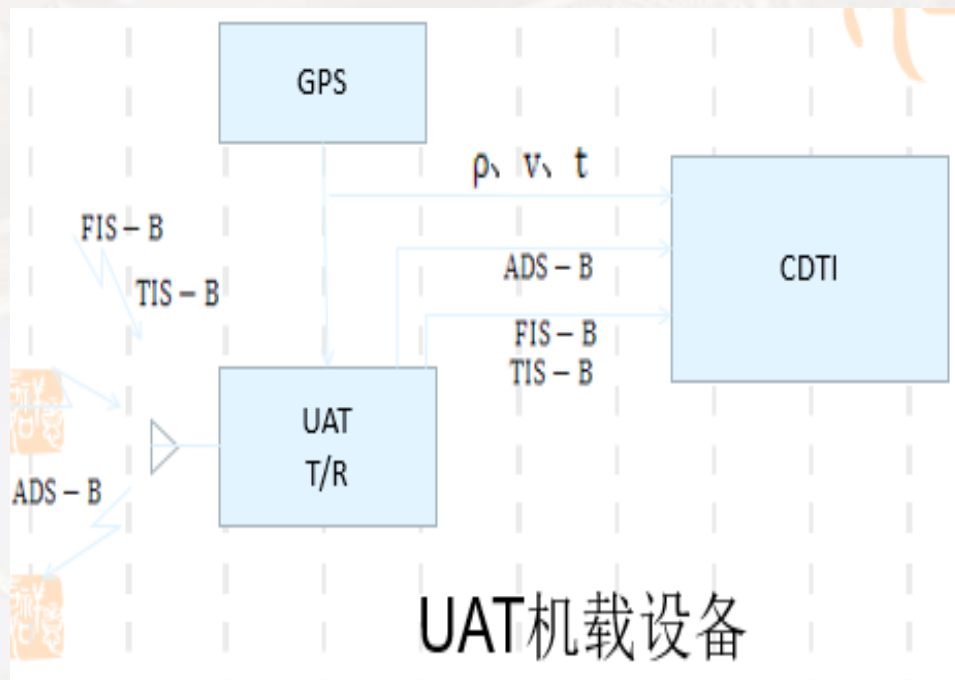 GPS
ρ、v、t
FIS – B
TIS – B
ADS – B
CDTI
FIS – B
TIS – B
UAT
T/R
ADS – B
UAT机载设备